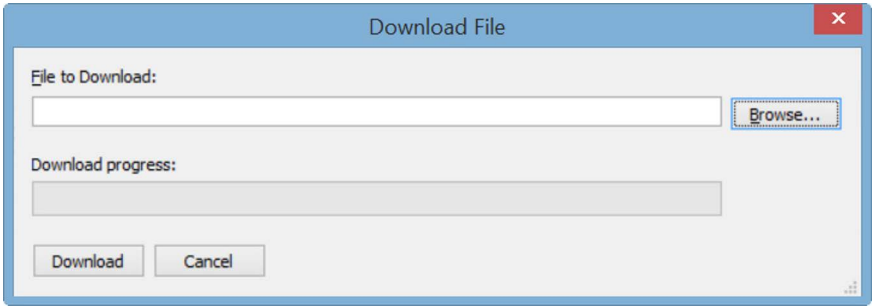 Download File
File to Download:
Browse...
Download progress:
Download Cancel